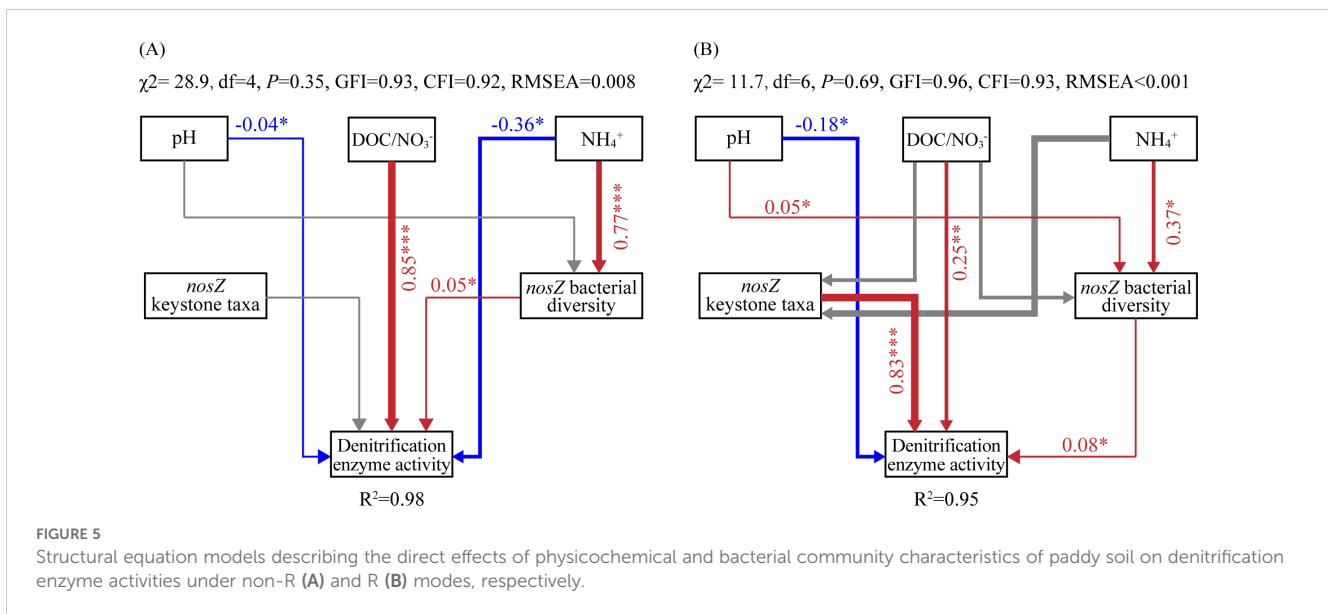 (A)
χ2= 28.9, df=4, P=0.35, GFI=0.93, CFI=0.92, RMSEA=0.008
pH
-0.04*
DOC/NO₃⁻
-0.36*
NH₄⁺
0.85***
0.77***
nosZ
keystone taxa
0.05*
nosZ bacterial
diversity
Denitrification
enzyme activity
R²=0.98
(B)
χ2= 11.7, df=6, P=0.69, GFI=0.96, CFI=0.93, RMSEA<0.001
pH
-0.18*
DOC/NO₃⁻
NH₄⁺
0.05*
0.25**
0.37*
nosZ
keystone taxa
nosZ bacterial
diversity
0.83***
Denitrification
enzyme activity
0.08*
R²=0.95
FIGURE 5
Structural equation models describing the direct effects of physicochemical and bacterial community characteristics of paddy soil on denitrification
enzyme activities under non-R (A) and R (B) modes, respectively.